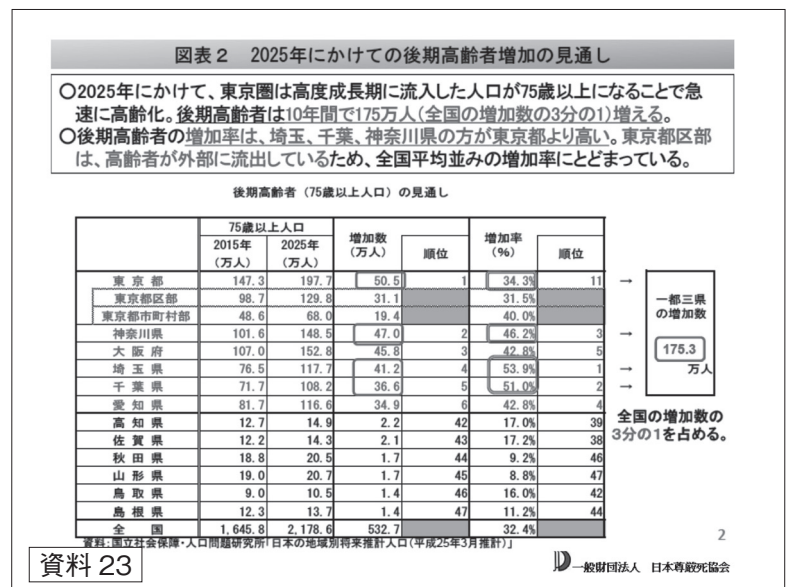 図表2 2025年にかけての後期高齢者増加の見通し
○2025年にかけて、東京圏は高度成長期に流入した人口が75歳以上になることで急
速に高齢化。後期高齢者は10年間で175万人(全国の増加数の3分の1)増える。
○後期高齢者の増加率は、埼玉、千葉、神奈川県の方が東京都より高い。東京都区部
は、高齢者が外部に流出しているため、全国平均並みの増加率にとどまっている。
後期高齢者(75歳以上人口)の見通し
75歳以上人口
2015年(万人) 2025年(万人) 増加数(万人) 順位 増加率(%) 順位
東京都 147.3 197.7 50.5 1 34.3% 11 →
東京都区部 98.7 129.8 31.1 31.5%
東京都市町村部 48.6 68.0 19.4 40.0%
神奈川県 101.6 148.5 47.0 2 46.2% 3 →
大阪府 107.0 152.8 45.8 3 42.8% 5
埼玉県 76.5 117.7 41.2 4 53.9% 1 →
千葉県 71.7 108.2 36.6 5 51.0% 2 →
愛知県 81.7 116.6 34.9 6 42.8% 4
高知県 12.7 14.9 2.2 42 17.0% 39
佐賀県 12.2 14.3 2.1 43 17.2% 38
秋田県 18.8 20.5 1.7 44 9.2% 46
山形県 19.0 20.7 1.7 45 8.8% 47
鳥取県 9.0 10.5 1.4 46 16.0% 42
島根県 12.3 13.7 1.4 47 11.2% 44
全国 1,645.8 2,178.6 532.7 32.4%
一都三県
の増加数
175.3
万人
全国の増加数の
3分の1を占める。
資料:国立社会保障・人口問題研究所「日本の地域別将来推計人口(平成25年3月推計)」
2
資料 23
一般財団法人 日本尊厳死協会